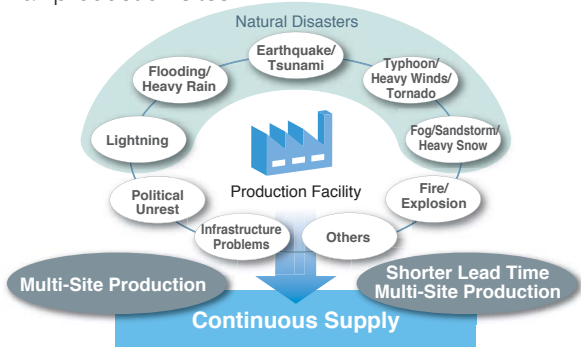 Natural Disasters
Earthquake/
Tsunami
Flooding/
Heavy Rain
Typhoon/
Heavy Winds/
Tornado
Lightning
Fog/Sandstorm/
Heavy Snow
Production Facility
Political
Unrest
Fire/
Explosion
Infrastructure
Problems
Others
Multi-Site Production
Shorter Lead Time
Multi-Site Production
Continuous Supply